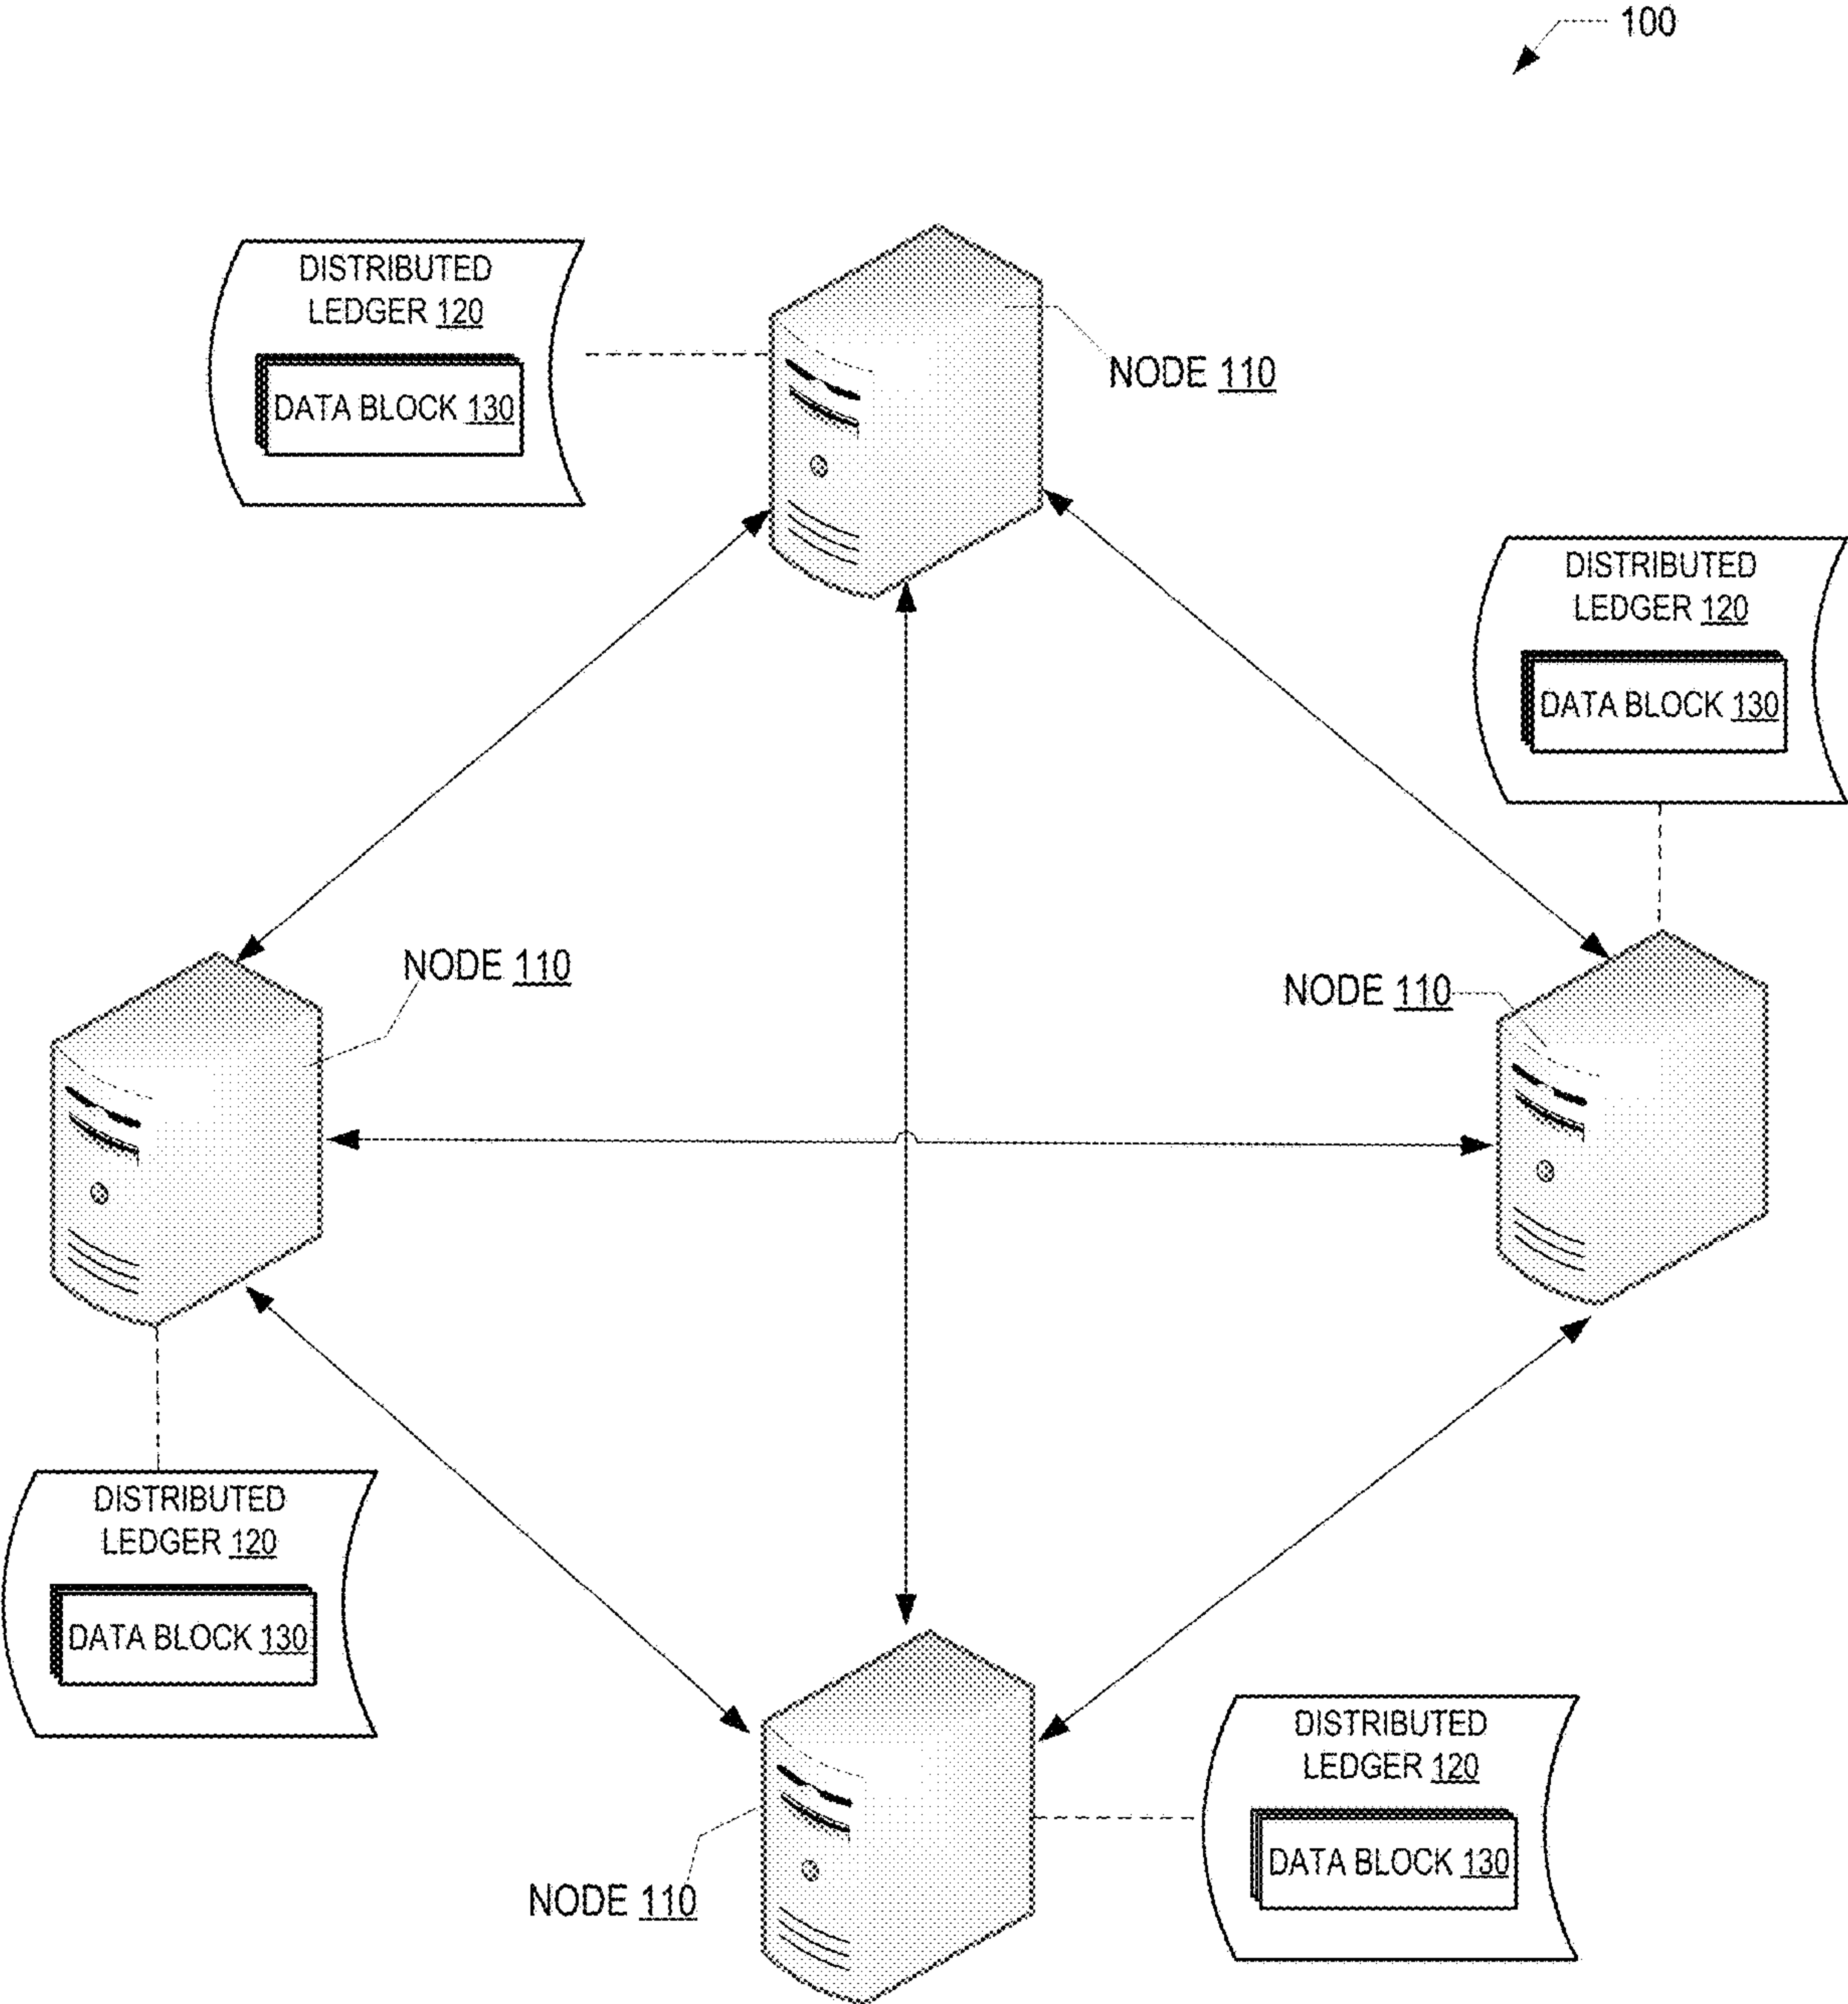 100
DISTRIBUTED
LEDGER 120
DATA BLOCK 130
NODE 110
DISTRIBUTED
LEDGER 120
DATA BLOCK 130
NODE 110
NODE 110
DISTRIBUTED
LEDGER 120
DATA BLOCK 130
DISTRIBUTED
LEDGER 120
DATA BLOCK 130
NODE 110